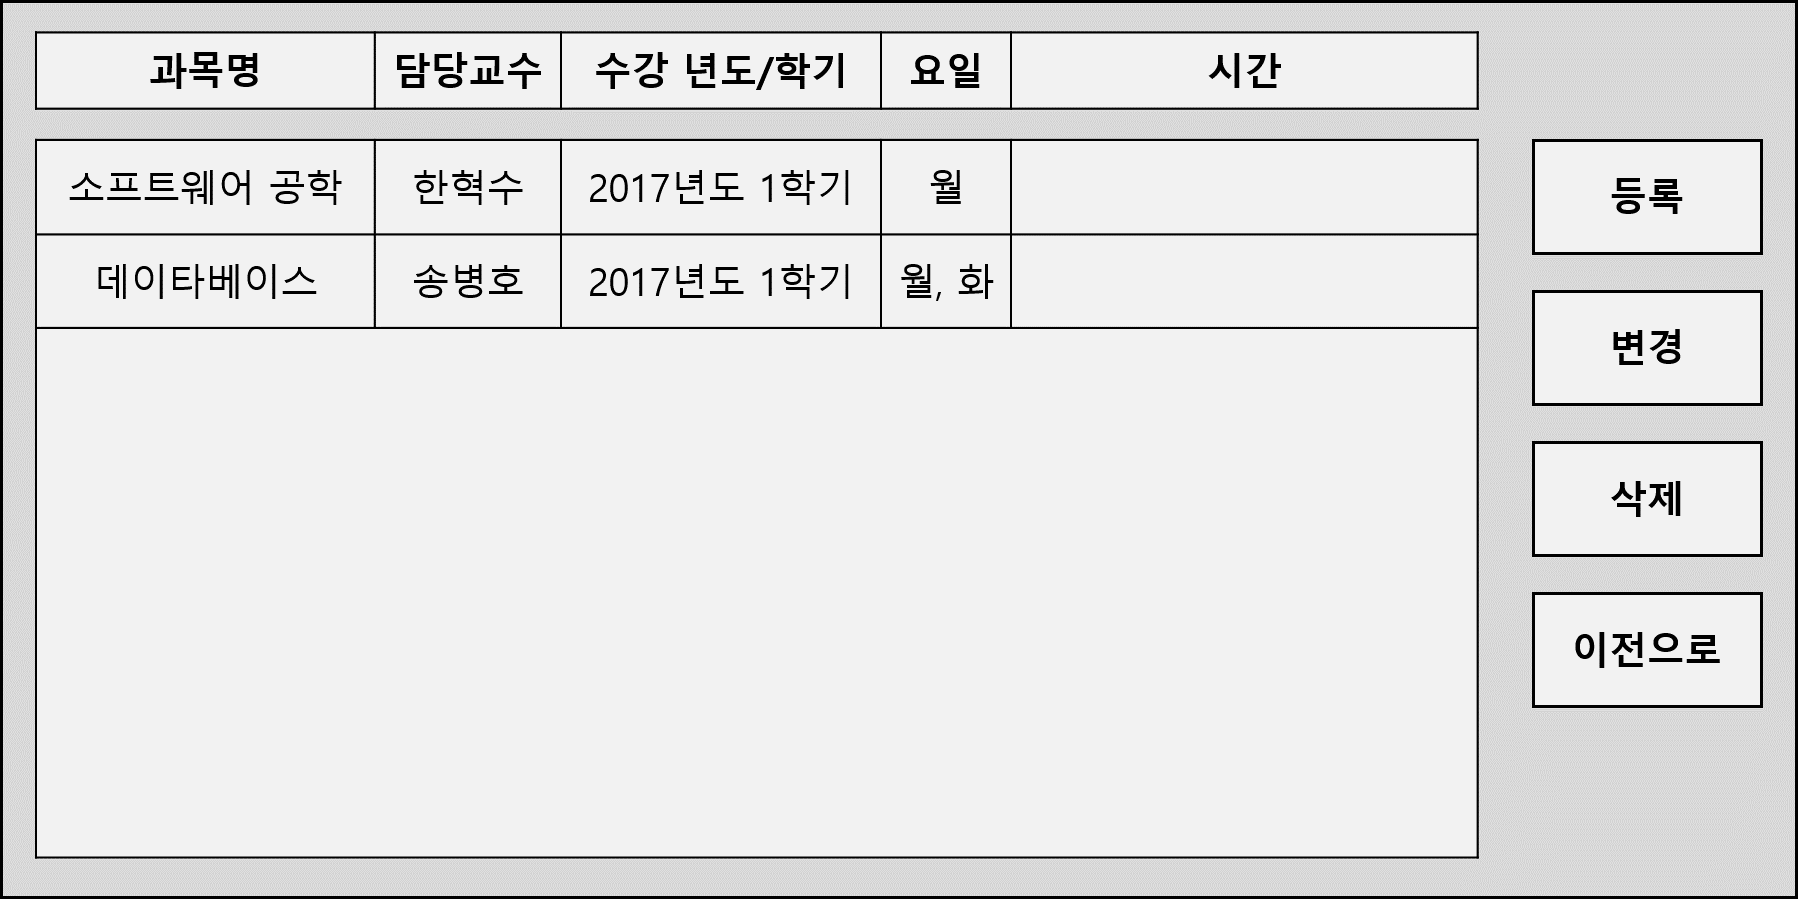 과목명 담당교수 수강 년도/학기 요일 시간
소프트웨어 공학 한혁수 2017년도 1학기 월
데이타베이스 송병호 2017년도 1학기 월, 화
등록
변경
삭제
이전으로